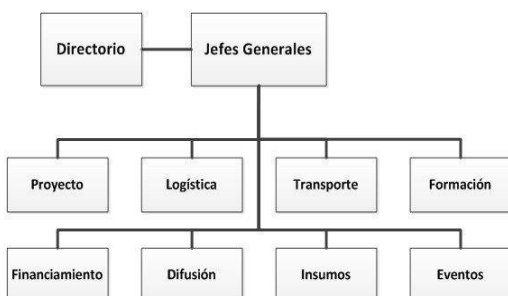 Directorio
Jefes Generales
Proyecto
Logística
Transporte
Formación
Financiamiento
Difusión
Insumos
Eventos